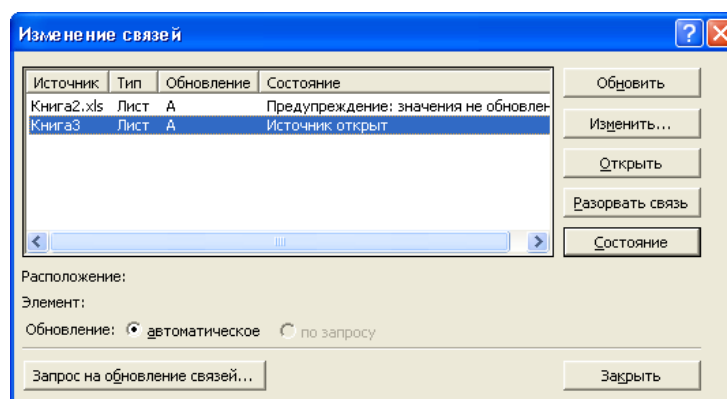 Изменение связей
Источник Тип Обновление Состояние
Книга2.xls Лист А Предупреждение: значения не обновлен
Книга3 Лист А Источник открыт
Обновить
Изменить...
Открыть
Разорвать связь
Состояние
Расположение:
Элемент:
Обновление: автоматическое по запросу
Запрос на обновление связей... Закрыть